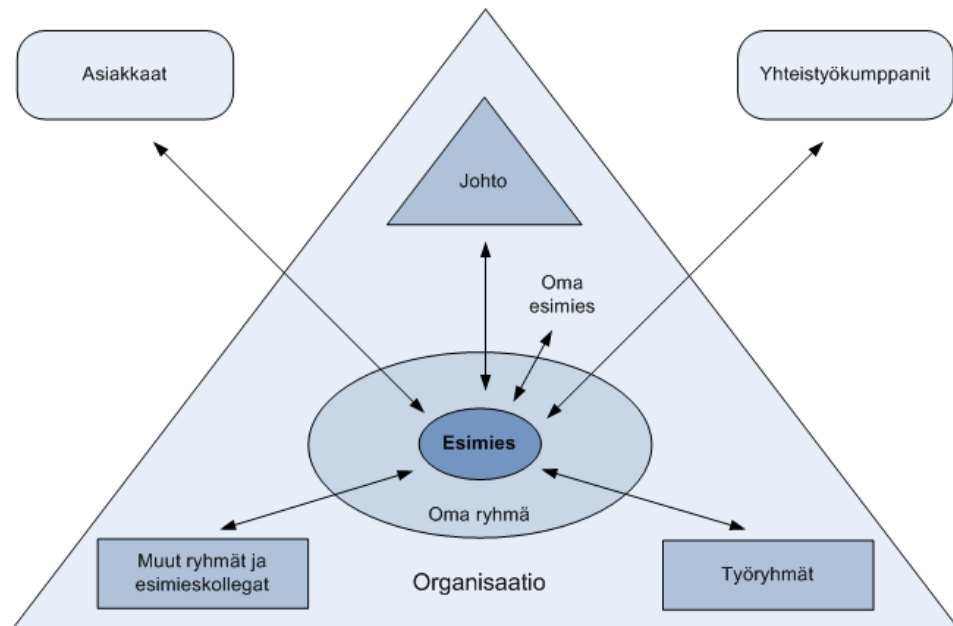 Asiakkaat
Yhteistyökumppanit
Johto
Oma
esimies
Esimies
Oma ryhmä
Muut ryhmät ja
esimieskollegat
Työryhmät
Organisaatio